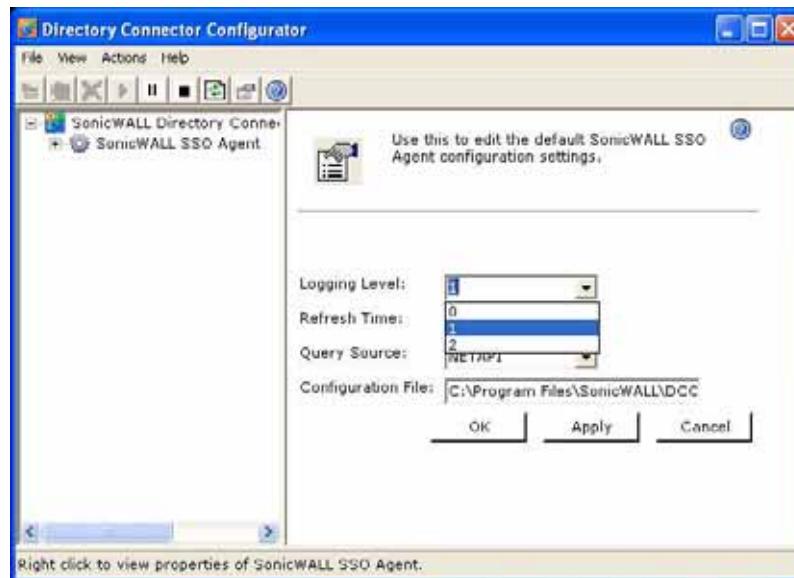 Directory Connector Configurator
File View Actions Help
SonicWALL Directory Conne
SonicWALL SSO Agent
Use this to edit the default SonicWALL SSO
Agent configuration settings.
Logging Level: 1
0
1
2
Refresh Time:
Query Source: NETAPI
Configuration File: C:\Program Files\SonicWALL\DCC
OK Apply Cancel
Right click to view properties of SonicWALL SSO Agent.